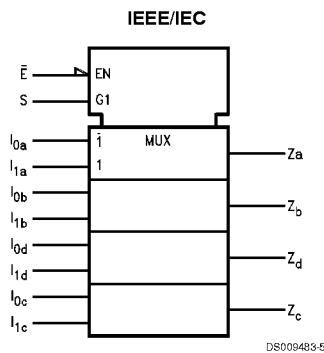 IEEE/IEC
E̅ EN
S G1
I0a 1̅ MUX Za
I1a 1
I0b Zb
I1b
I0d Zd
I1d
I0c Zc
I1c
DS009483-5